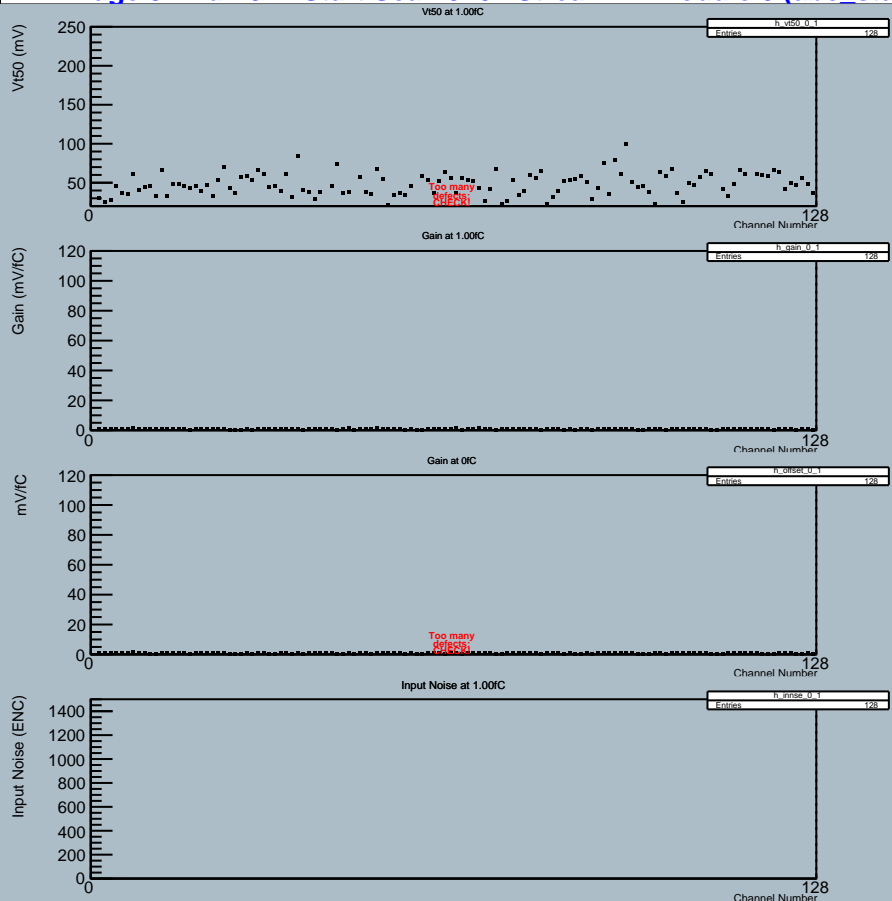 Vt50 at 1.00fC
h_vt50_0_1
Entries 128
Vt50 (mV)
250
200
150
100
50
Too many
defects:
CHECK!
0
128
Channel Number
Gain at 1.00fC
h_gain_0_1
Entries 128
Gain (mV/fC)
120
100
80
60
40
20
0
0
128
Channel Number
Gain at 0fC
h_offset_0_1
Entries 128
mV/fC
120
100
80
60
40
20
0
Too many
defects:
CHECK!
0
128
Channel Number
Input Noise at 1.00fC
h_innse_0_1
Entries 128
Input Noise (ENC)
1400
1200
1000
800
600
400
200
0
0
128
Channel Number